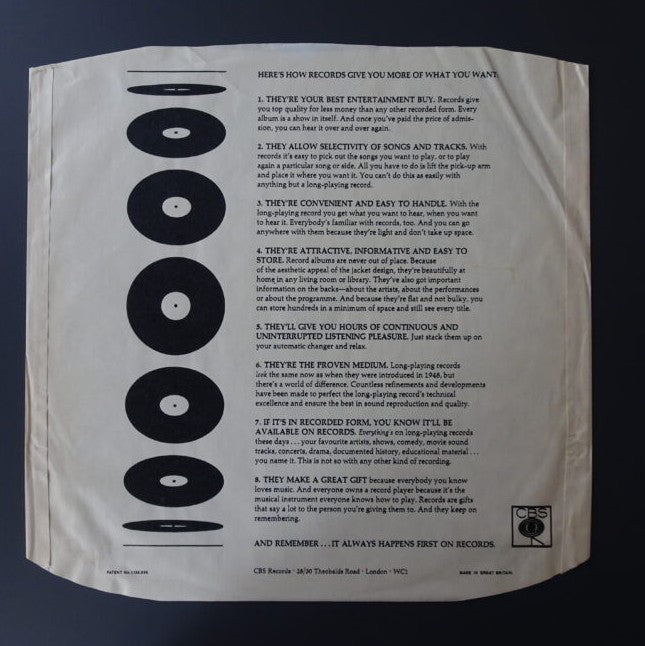 HERE'S HOW RECORDS GIVE YOU MORE OF WHAT YOU WANT:
1. THEY'RE YOUR BEST ENTERTAINMENT BUY. Records give
you top quality for less money than any other recorded form. Every
album is a show in itself. And once you've paid the price of admis-
sion, you can hear it over and over again.
2. THEY ALLOW SELECTIVITY OF SONGS AND TRACKS. With
records it's easy to pick out the songs you want to play, or to play
again a particular song or side. All you have to do is lift the pick-up arm
and place it where you want it. You can't do this as easily with
anything but a long-playing record.
3. THEY'RE CONVENIENT AND EASY TO HANDLE. With the
long-playing record you get what you want to hear, when you want
to hear it. Everybody's familiar with records, too. And you can go
anywhere with them because they're light and don't take up space.
4. THEY'RE ATTRACTIVE, INFORMATIVE AND EASY TO
STORE. Record albums are never out of place. Because
of the aesthetic appeal of the jacket design, they're beautifully at
home in any living room or library. They've also got important
information on the backs—about the artists, about the performances
or about the programme. And because they're flat and not bulky, you
can store hundreds in a minimum of space and still see every title.
5. THEY'LL GIVE YOU HOURS OF CONTINUOUS AND
UNINTERRUPTED LISTENING PLEASURE. Just stack them up on
your automatic changer and relax.
6. THEY'RE THE PROVEN MEDIUM. Long-playing records
look the same now as when they were introduced in 1948, but
there's a world of difference. Countless refinements and developments
have been made to perfect the long-playing record's technical
excellence and ensure the best in sound reproduction and quality.
7. IF IT'S IN RECORDED FORM, YOU KNOW IT'LL BE
AVAILABLE ON RECORDS. Everything's on long-playing records
these days . . . your favourite artists, shows, comedy, movie sound
tracks, concerts, drama, documented history, educational material . . .
you name it. This is not so with any other kind of recording.
8. THEY MAKE A GREAT GIFT because everybody you know
loves music. And everyone owns a record player because it's the
musical instrument everyone knows how to play. Records are gifts
that say a lot to the person you're giving them to. And they keep on
remembering.
AND REMEMBER . . . IT ALWAYS HAPPENS FIRST ON RECORDS.
CBS
PATENT No.
CBS Records · 28/30 Theobalds Road · London · WC1
MADE IN GREAT BRITAIN